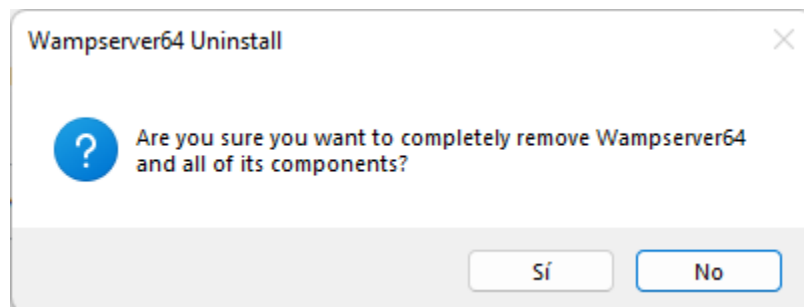 Wampserver64 Uninstall
Are you sure you want to completely remove Wampserver64
and all of its components?
Sí
No